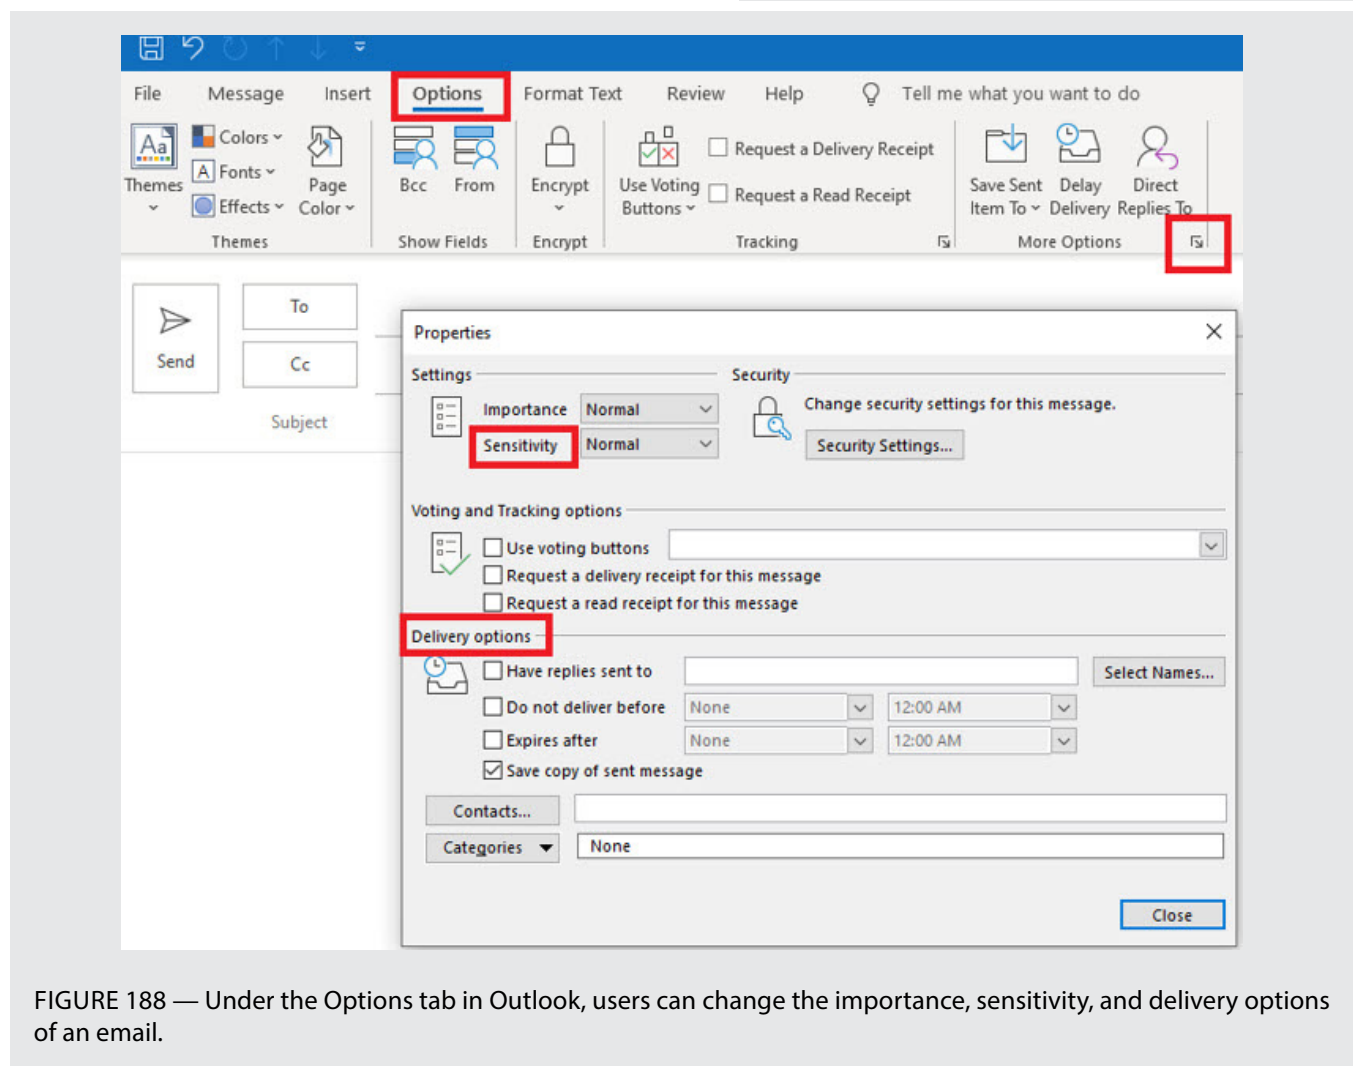 File Message Insert Options Format Text Review Help Tell me what you want to do
Aa Colors
A Fonts
Effects
Themes
Page
Color
Themes
Bcc From
Show Fields
Encrypt
Encrypt
Use Voting
Buttons
Request a Delivery Receipt
Request a Read Receipt
Tracking
Save Sent
Item To
Delay
Delivery
Direct
Replies To
More Options
Send
To
Cc
Subject
Properties
Settings
Importance Normal
Sensitivity Normal
Security
Change security settings for this message.
Security Settings...
Voting and Tracking options
Use voting buttons
Request a delivery receipt for this message
Request a read receipt for this message
Delivery options
Have replies sent to Select Names...
Do not deliver before None 12:00 AM
Expires after None 12:00 AM
Save copy of sent message
Contacts...
Categories None
Close
FIGURE 188 — Under the Options tab in Outlook, users can change the importance, sensitivity, and delivery options
of an email.